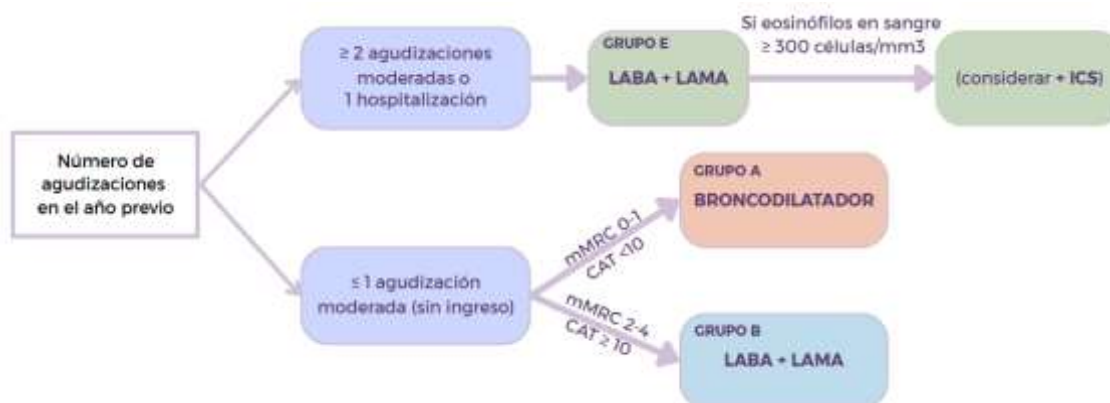 Número de
agudizaciones
en el año previo
≥ 2 agudizaciones
moderadas o
1 hospitalización
GRUPO E
LABA + LAMA
Si eosinófilos en sangre
≥ 300 células/mm3
(considerar + ICS)
≤ 1 agudización
moderada (sin ingreso)
mMRC 0-1
CAT <10
GRUPO A
BRONCODILATADOR
mMRC 2-4
CAT ≥ 10
GRUPO B
LABA + LAMA